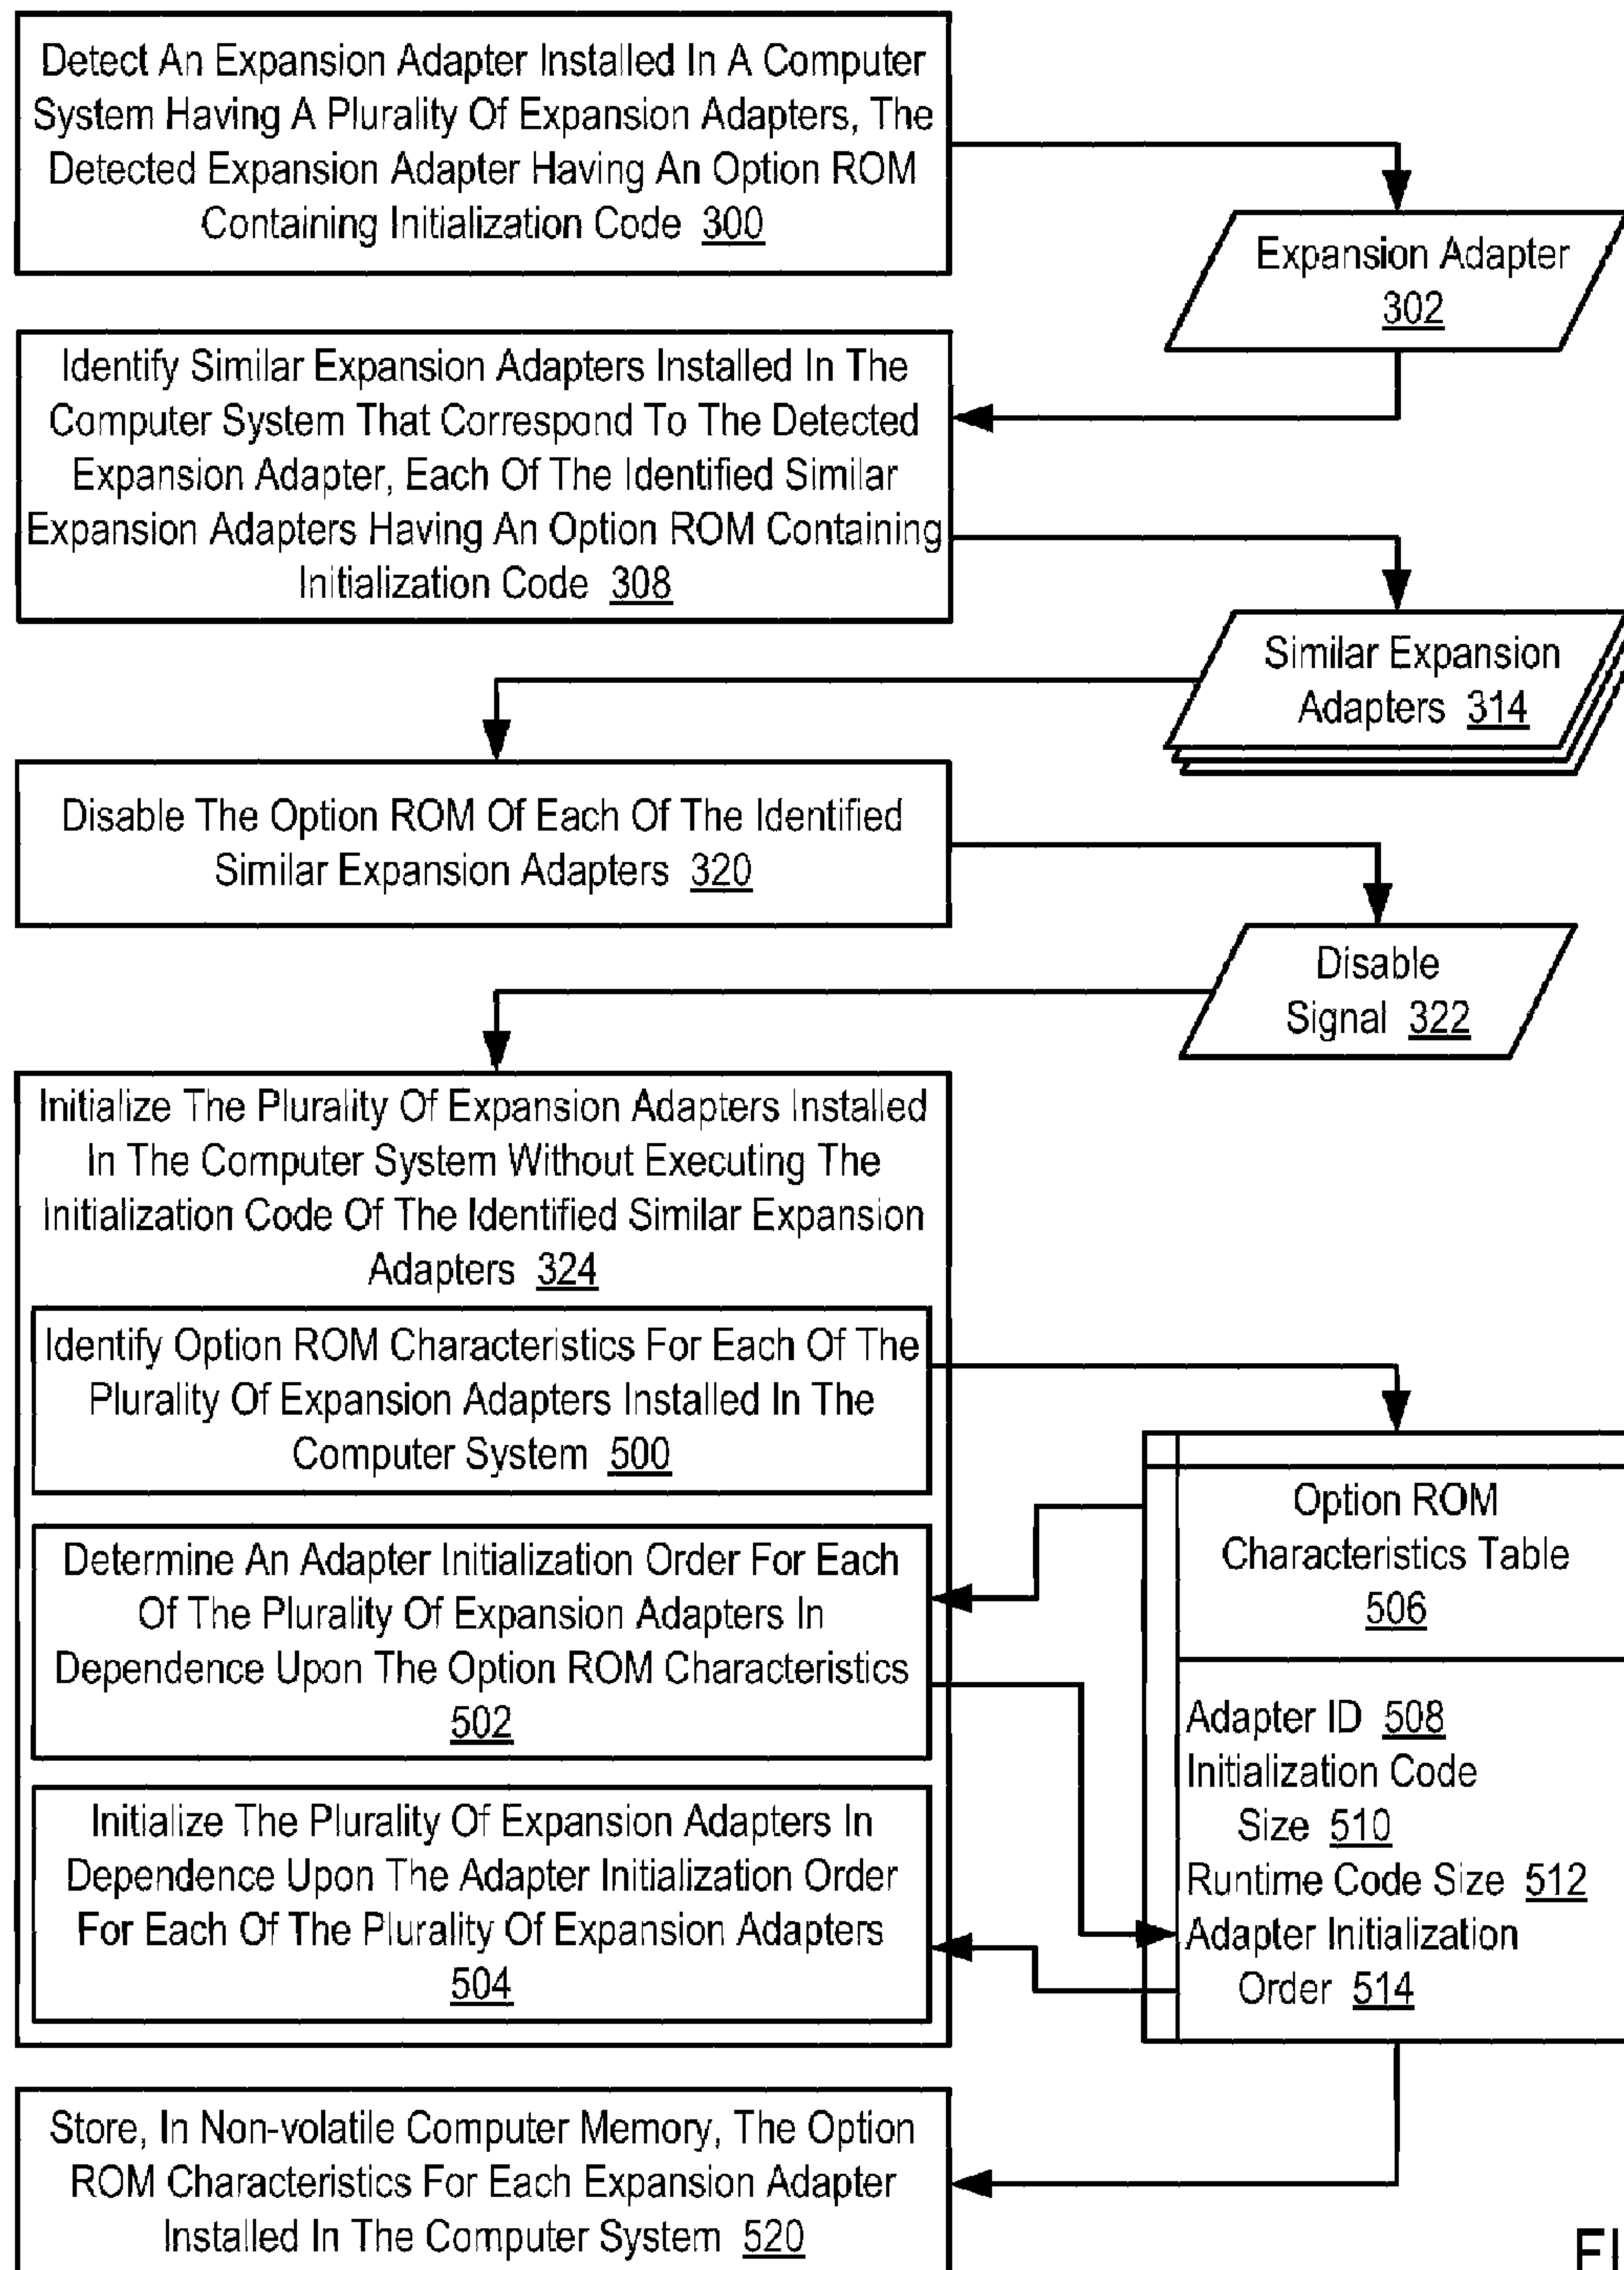 Detect An Expansion Adapter Installed In A Computer
System Having A Plurality Of Expansion Adapters, The
Detected Expansion Adapter Having An Option ROM
Containing Initialization Code 300
Expansion Adapter
302
Identify Similar Expansion Adapters Installed In The
Computer System That Correspond To The Detected
Expansion Adapter, Each Of The Identified Similar
Expansion Adapters Having An Option ROM Containing
Initialization Code 308
Similar Expansion
Adapters 314
Disable The Option ROM Of Each Of The Identified
Similar Expansion Adapters 320
Disable
Signal 322
Initialize The Plurality Of Expansion Adapters Installed
In The Computer System Without Executing The
Initialization Code Of The Identified Similar Expansion
Adapters 324
Identify Option ROM Characteristics For Each Of The
Plurality Of Expansion Adapters Installed In The
Computer System 500
Determine An Adapter Initialization Order For Each
Of The Plurality Of Expansion Adapters In
Dependence Upon The Option ROM Characteristics
502
Initialize The Plurality Of Expansion Adapters In
Dependence Upon The Adapter Initialization Order
For Each Of The Plurality Of Expansion Adapters
504
Option ROM
Characteristics Table
506
Adapter ID 508
Initialization Code
Size 510
Runtime Code Size 512
Adapter Initialization
Order 514
Store, In Non-volatile Computer Memory, The Option
ROM Characteristics For Each Expansion Adapter
Installed In The Computer System 520